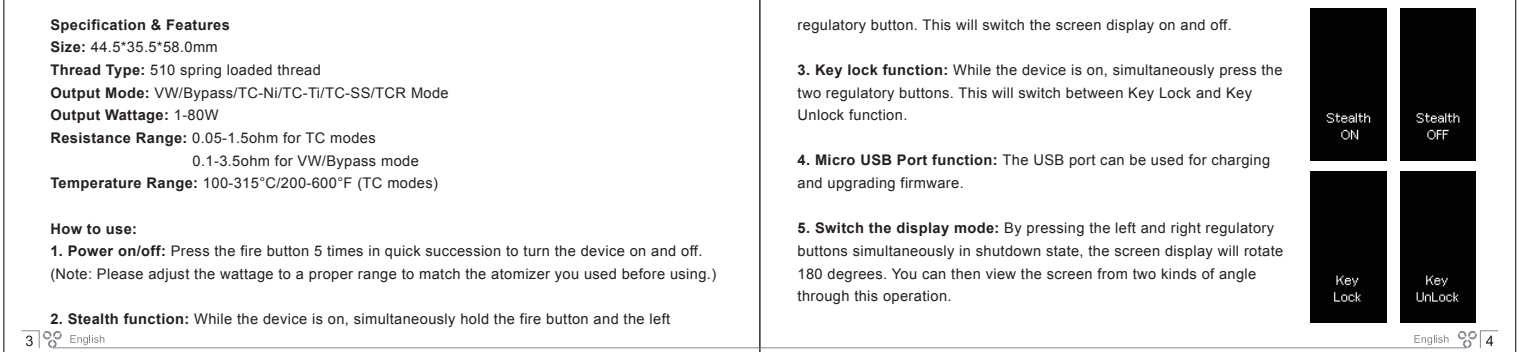 Specification & Features
Size: 44.5*35.5*58.0mm
Thread Type: 510 spring loaded thread
Output Mode: VW/Bypass/TC-Ni/TC-Ti/TC-SS/TCR Mode
Output Wattage: 1-80W
Resistance Range: 0.05-1.5ohm for TC modes
0.1-3.5ohm for VW/Bypass mode
Temperature Range: 100-315°C/200-600°F (TC modes)
How to use:
1. Power on/off: Press the fire button 5 times in quick succession to turn the device on and off.
(Note: Please adjust the wattage to a proper range to match the atomizer you used before using.)
2. Stealth function: While the device is on, simultaneously hold the fire button and the left
3 English
regulatory button. This will switch the screen display on and off.
3. Key lock function: While the device is on, simultaneously press the
two regulatory buttons. This will switch between Key Lock and Key
Unlock function.
4. Micro USB Port function: The USB port can be used for charging
and upgrading firmware.
5. Switch the display mode: By pressing the left and right regulatory
buttons simultaneously in shutdown state, the screen display will rotate
180 degrees. You can then view the screen from two kinds of angle
through this operation.
Stealth
ON
Stealth
OFF
Key
Lock
Key
UnLock
English 4